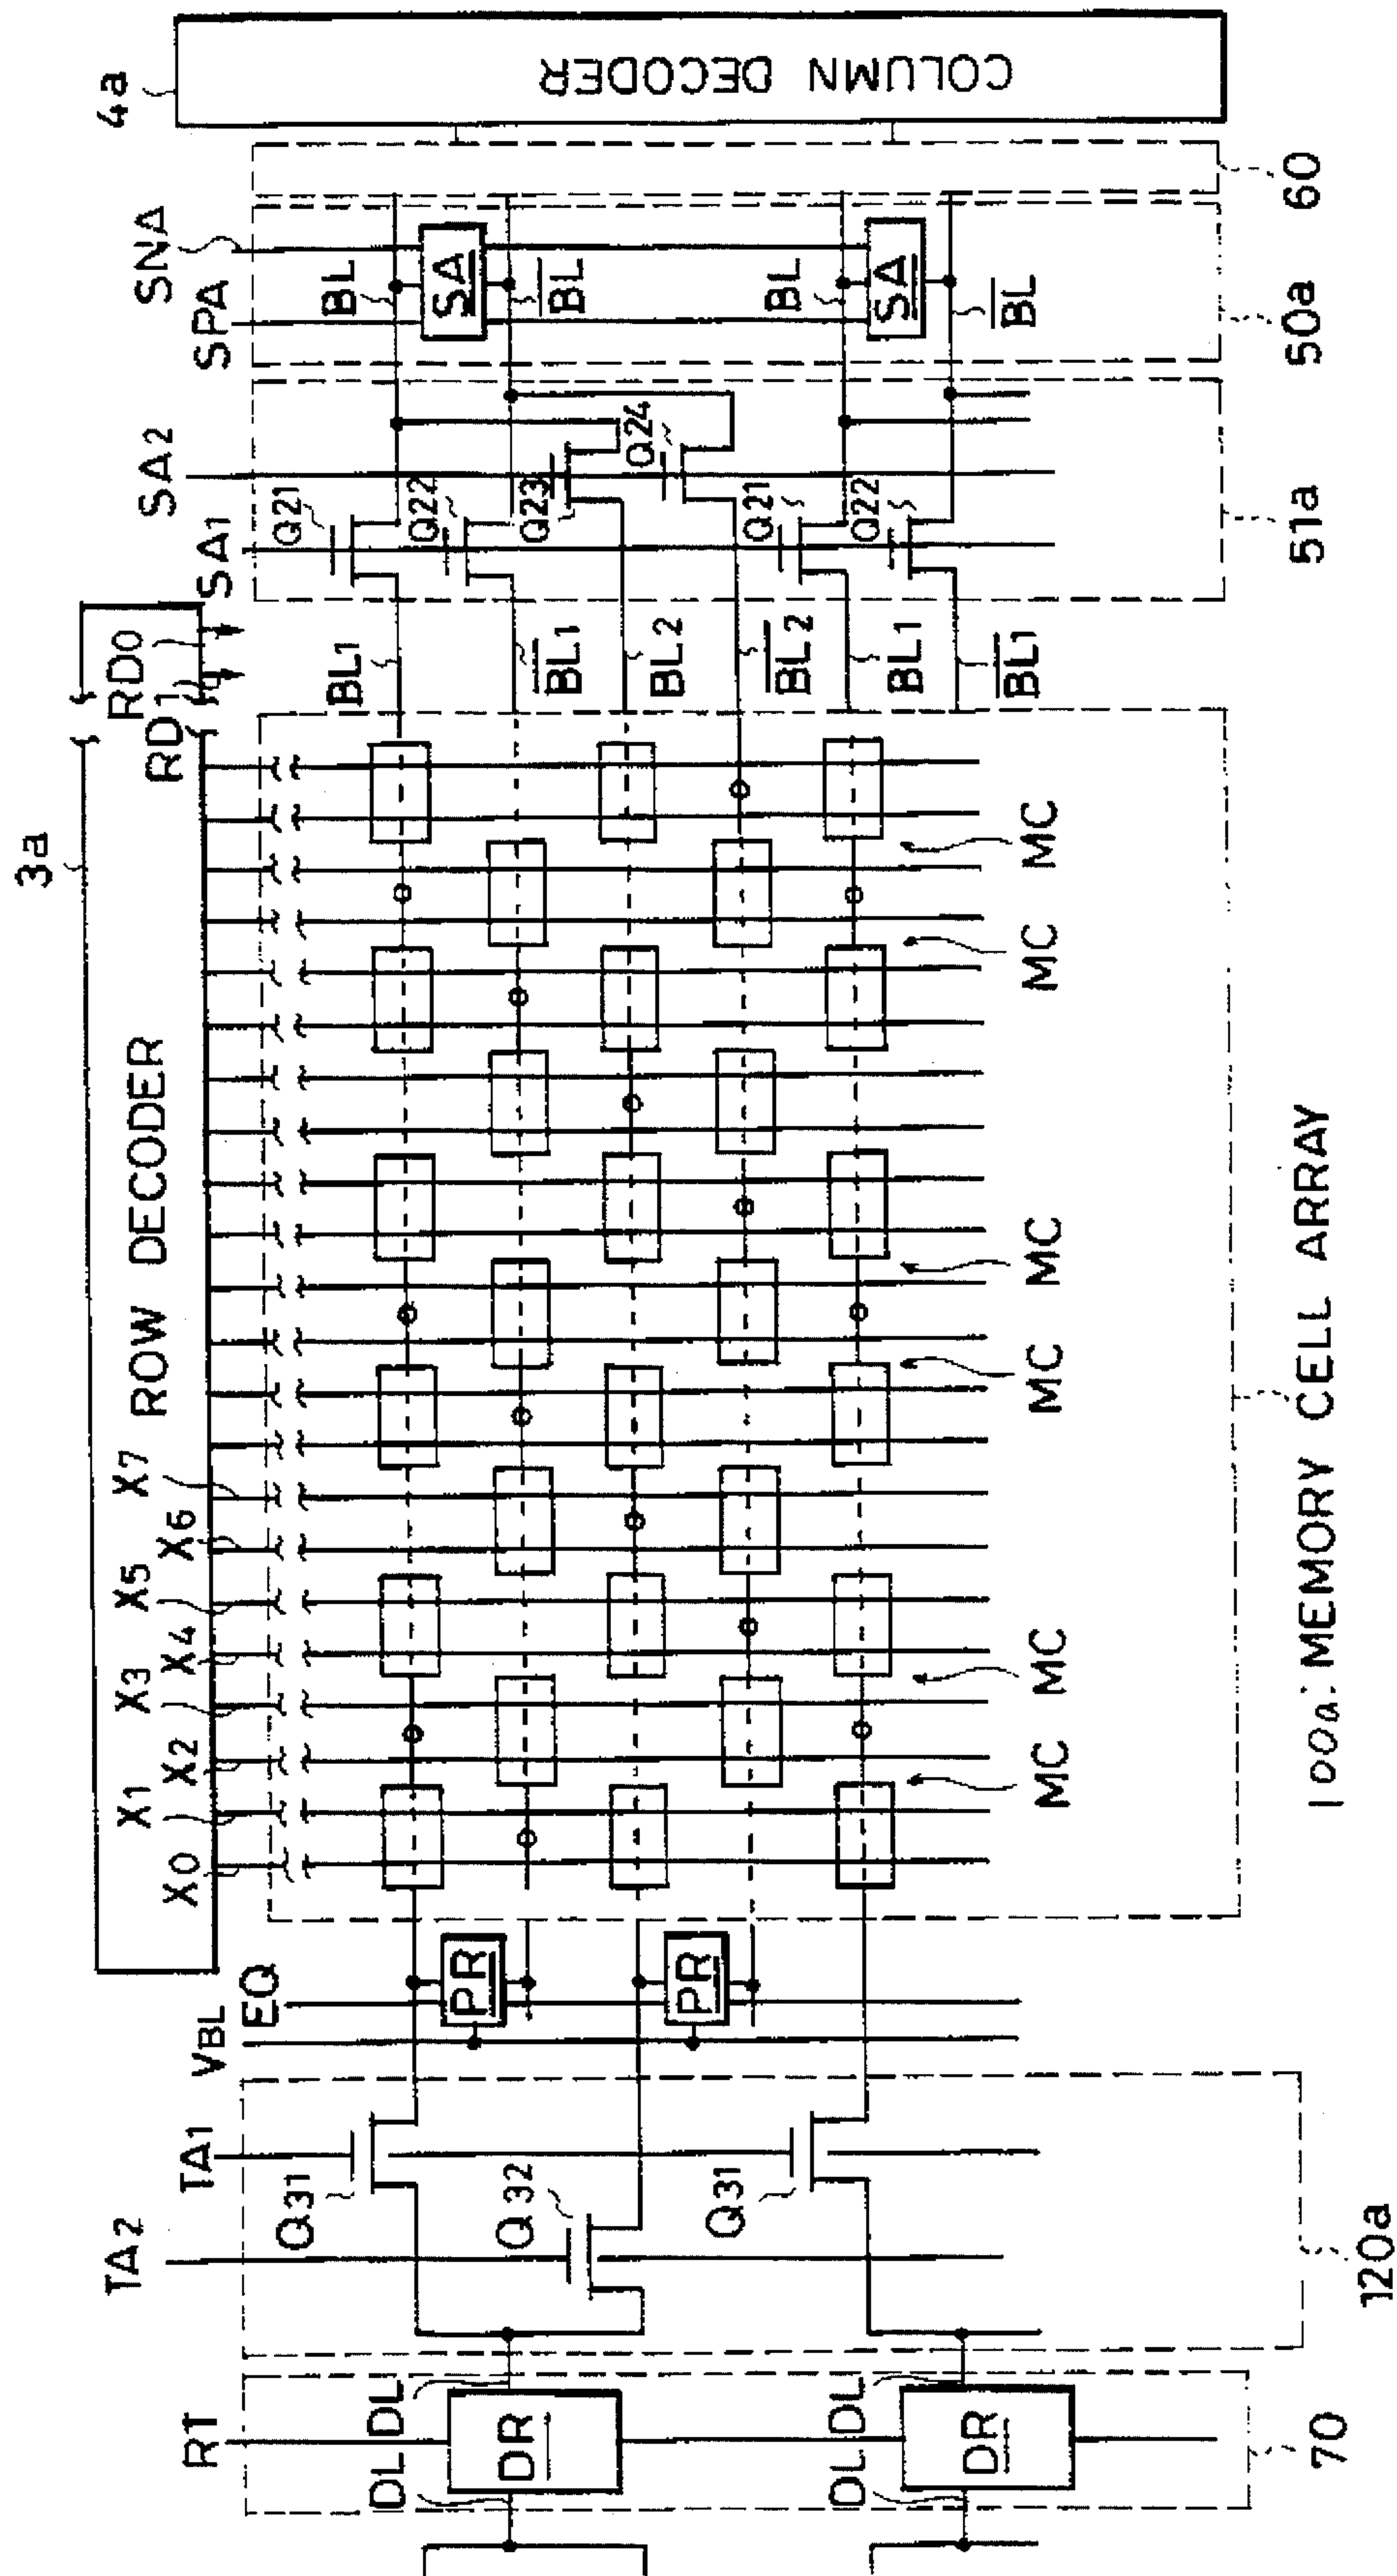 4a
COLUMN DECODER
SNA
SPA
BL
SA
BL
BL
SA
BL
60
50a
SA2
SA1
Q21
Q22
Q23
Q24
Q21
Q22
51a
RD0
RD1
BL1
BL1
BL2
BL2
BL1
BL1
3a
ROW DECODER
MC
MC
MC
MC
MC
MC
X7
X6
X5
X4
X3
X2
X1
X0
100a: MEMORY CELL ARRAY
EQ
VBL
PR
PR
TA1
TA2
Q31
Q32
Q31
120a
RT
DL
DL
DR
DL
DL
DR
70